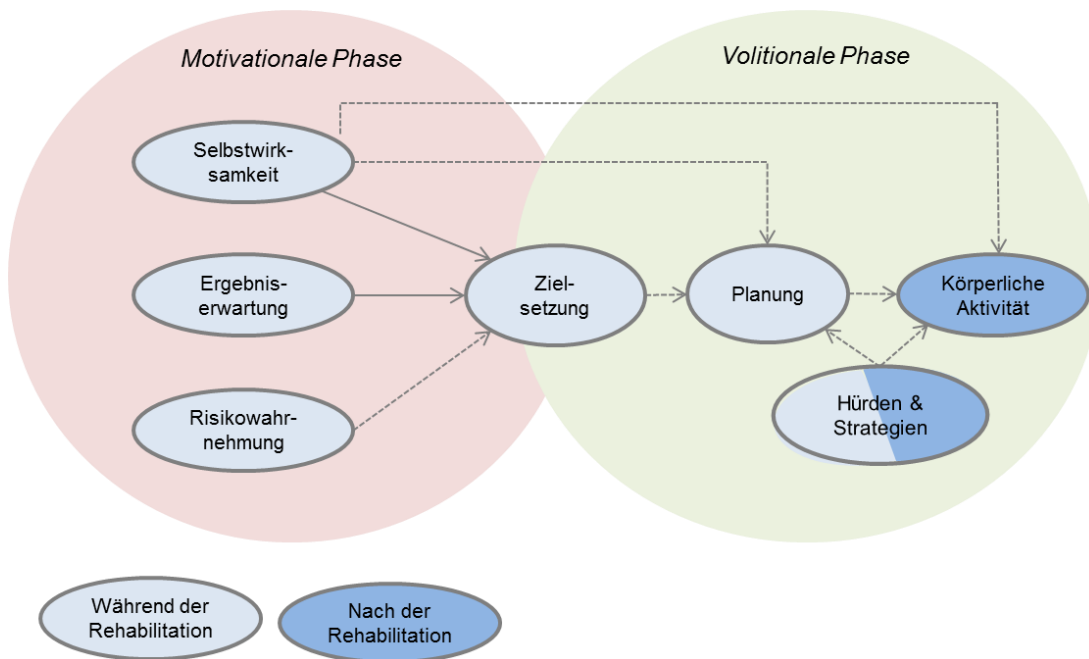 Motivationale Phase
Volitionale Phase
Selbstwirk-
samkeit
Ergebnis-
erwartung
Ziel-
setzung
Planung
Körperliche
Aktivität
Risikowahr-
nehmung
Hürden &
Strategien
Während der
Rehabilitation
Nach der
Rehabilitation